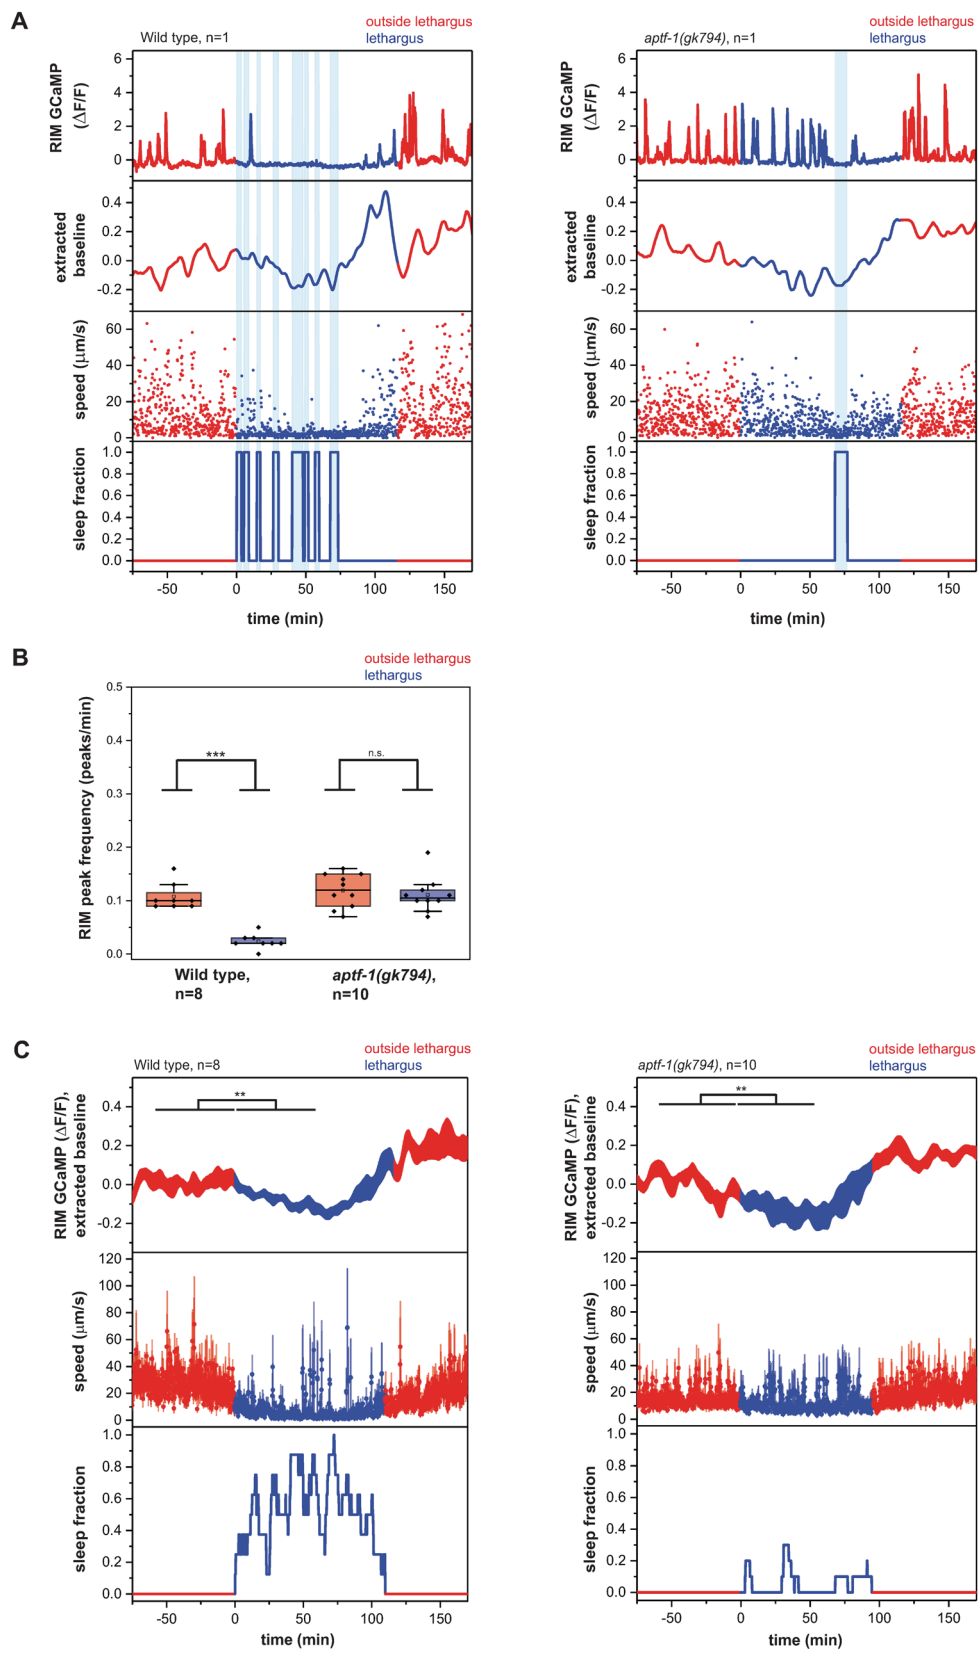 A
outside lethargus
lethargus
Wild type, n=1
RIM GCaMP
(ΔF/F)
6
4
2
0
extracted
baseline
0.4
0.2
0.0
-0.2
speed (μm/s)
60
40
20
0
sleep fraction
1.0
0.8
0.6
0.4
0.2
0.0
-50
0
50
100
150
time (min)
outside lethargus
lethargus
aptf-1(gk794), n=1
RIM GCaMP
(ΔF/F)
6
4
2
0
extracted
baseline
0.4
0.2
0.0
-0.2
speed (μm/s)
60
40
20
0
sleep fraction
1.0
0.8
0.6
0.4
0.2
0.0
-50
0
50
100
150
time (min)
B
outside lethargus
lethargus
RIM peak frequency (peaks/min)
0.5
0.4
0.3
0.2
0.1
0.0
***
n.s.
Wild type,
n=8
aptf-1(gk794),
n=10
C
outside lethargus
lethargus
Wild type, n=8
RIM GCaMP (ΔF/F),
extracted baseline
0.4
0.2
0.0
-0.2
**
speed (μm/s)
120
100
80
60
40
20
0
sleep fraction
1.0
0.8
0.6
0.4
0.2
0.0
-50
0
50
100
150
time (min)
outside lethargus
lethargus
aptf-1(gk794), n=10
RIM GCaMP (ΔF/F),
extracted baseline
0.4
0.2
0.0
-0.2
**
speed (μm/s)
120
100
80
60
40
20
0
sleep fraction
1.0
0.8
0.6
0.4
0.2
0.0
-50
0
50
100
150
time (min)